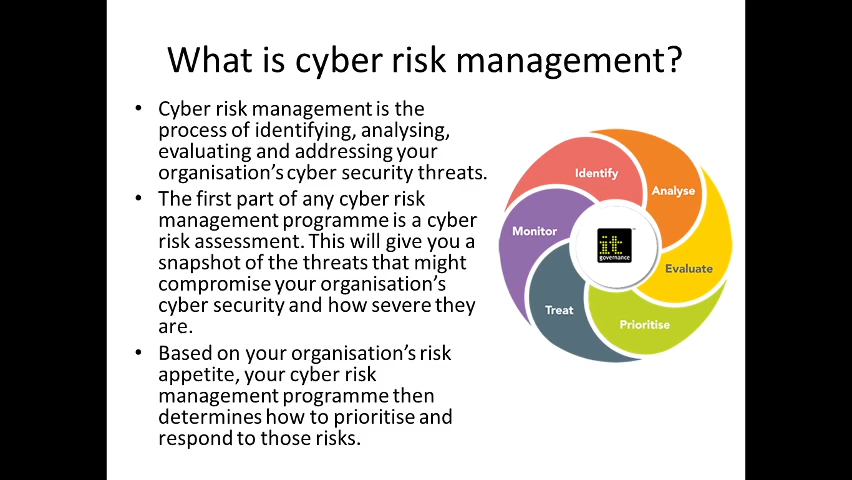 What is cyber risk management?
• Cyber risk management is the
process of identifying, analysing,
evaluating and addressing your
organisation's cyber security threats.
• The first part of any cyber risk
management programme is a cyber
risk assessment. This will give you a
snapshot of the threats that might
compromise your organisation's
cyber security and how severe they
are.
• Based on your organisation's risk
appetite, your cyber risk
management programme then
determines how to prioritise and
respond to those risks.
Identify
Analyse
Evaluate
Prioritise
Treat
Monitor
it
governance